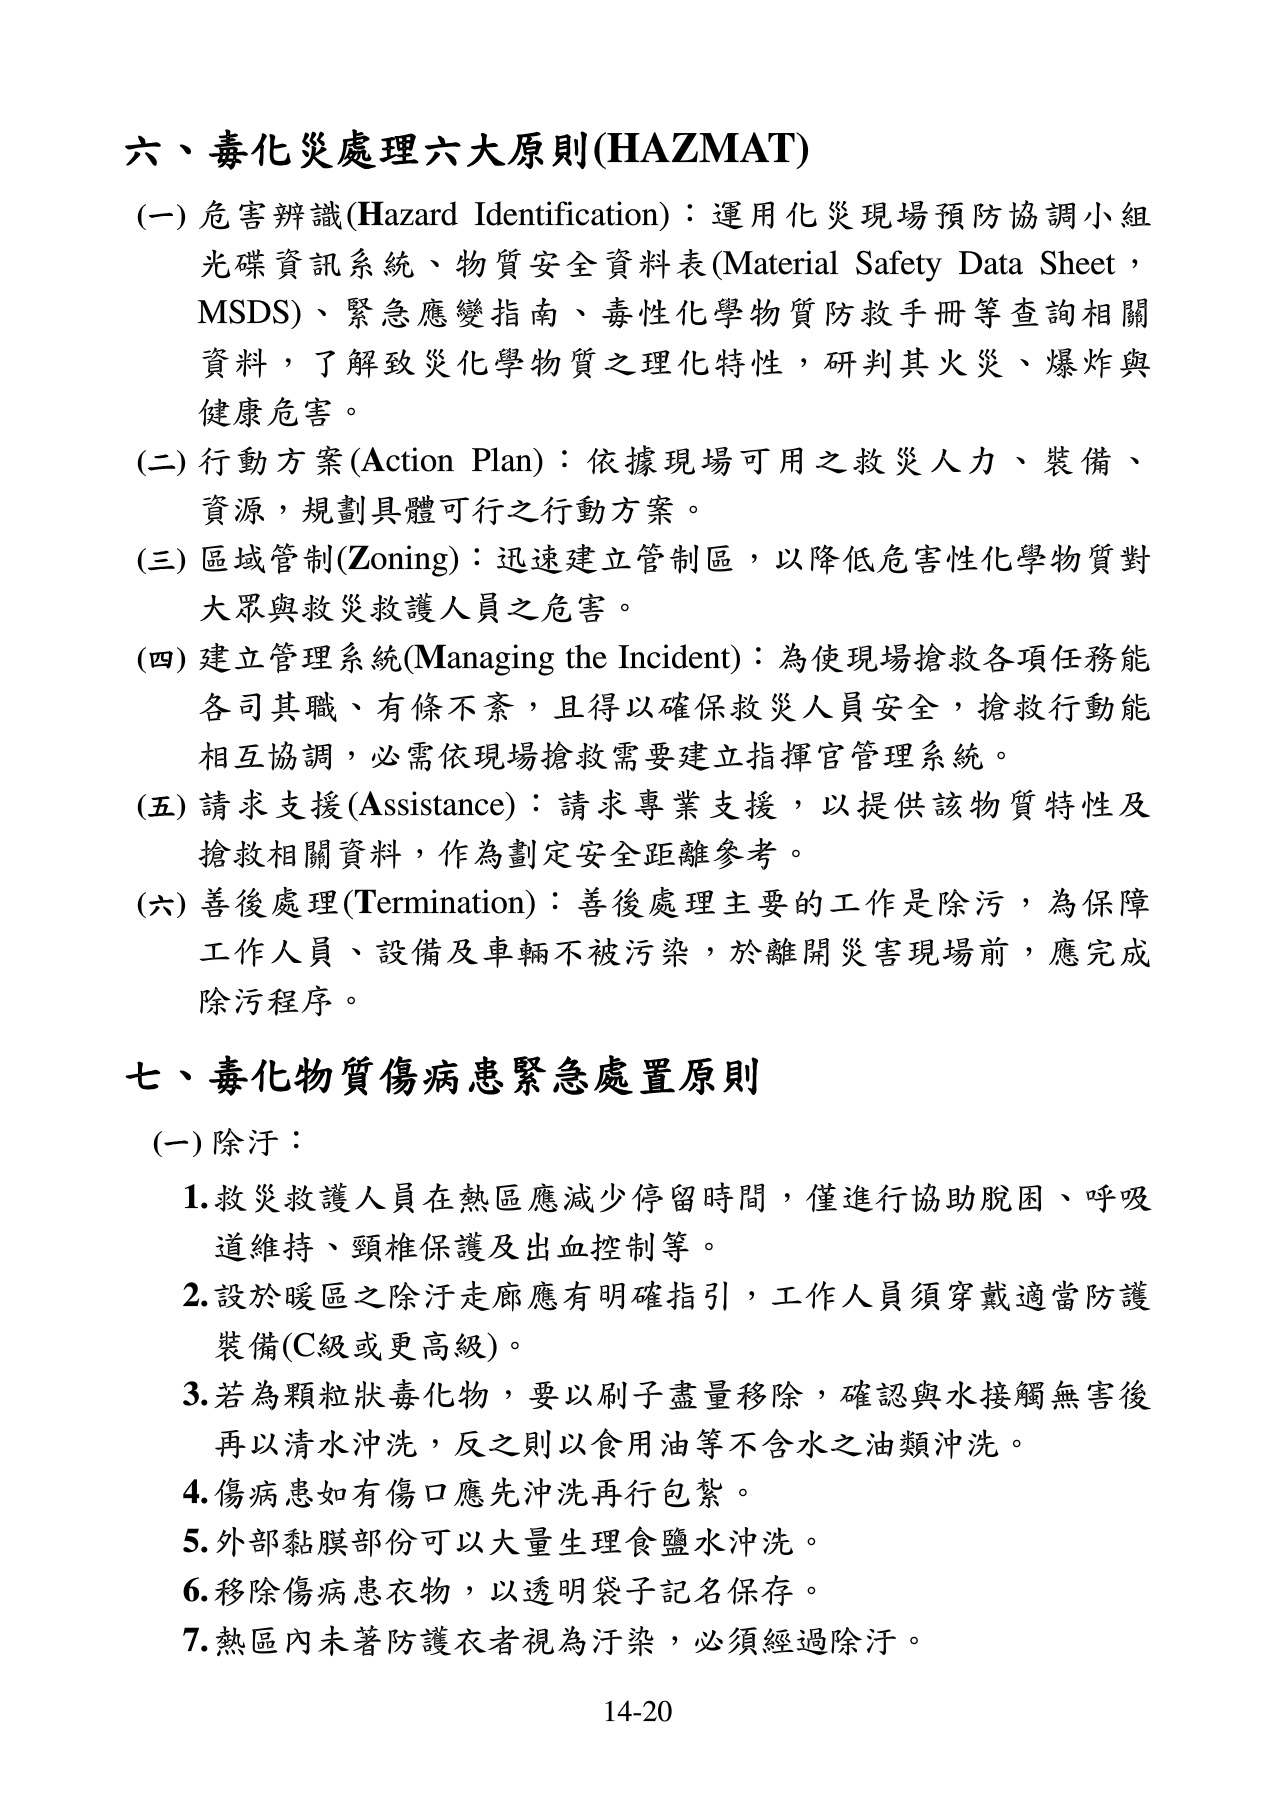 六、毒化災處理六大原則(HAZMAT)
(一) 危害辨識(Hazard Identification)：運用化災現場預防協調小組
光碟資訊系統、物質安全資料表(Material Safety Data Sheet，
MSDS)、緊急應變指南、毒性化學物質防救手冊等查詢相關
資料，了解致災化學物質之理化特性，研判其火災、爆炸與
健康危害。
(二) 行動方案(Action Plan)：依據現場可用之救災人力、裝備、
資源，規劃具體可行之行動方案。
(三) 區域管制(Zoning)：迅速建立管制區，以降低危害性化學物質對
大眾與救災救護人員之危害。
(四) 建立管理系統(Managing the Incident)：為使現場搶救各項任務能
各司其職、有條不紊，且得以確保救災人員安全，搶救行動能
相互協調，必需依現場搶救需要建立指揮官管理系統。
(五) 請求支援(Assistance)：請求專業支援，以提供該物質特性及
搶救相關資料，作為劃定安全距離參考。
(六) 善後處理(Termination)：善後處理主要的工作是除污，為保障
工作人員、設備及車輛不被污染，於離開災害現場前，應完成
除污程序。
七、毒化物質傷病患緊急處置原則
(一) 除汙：
1.救災救護人員在熱區應減少停留時間，僅進行協助脫困、呼吸
道維持、頸椎保護及出血控制等。
2.設於暖區之除汙走廊應有明確指引，工作人員須穿戴適當防護
裝備(C級或更高級)。
3.若為顆粒狀毒化物，要以刷子盡量移除，確認與水接觸無害後
再以清水沖洗，反之則以食用油等不含水之油類沖洗。
4.傷病患如有傷口應先沖洗再行包紮。
5.外部黏膜部份可以大量生理食鹽水沖洗。
6.移除傷病患衣物，以透明袋子記名保存。
7.熱區內未著防護衣者視為汙染，必須經過除汙。
14-20